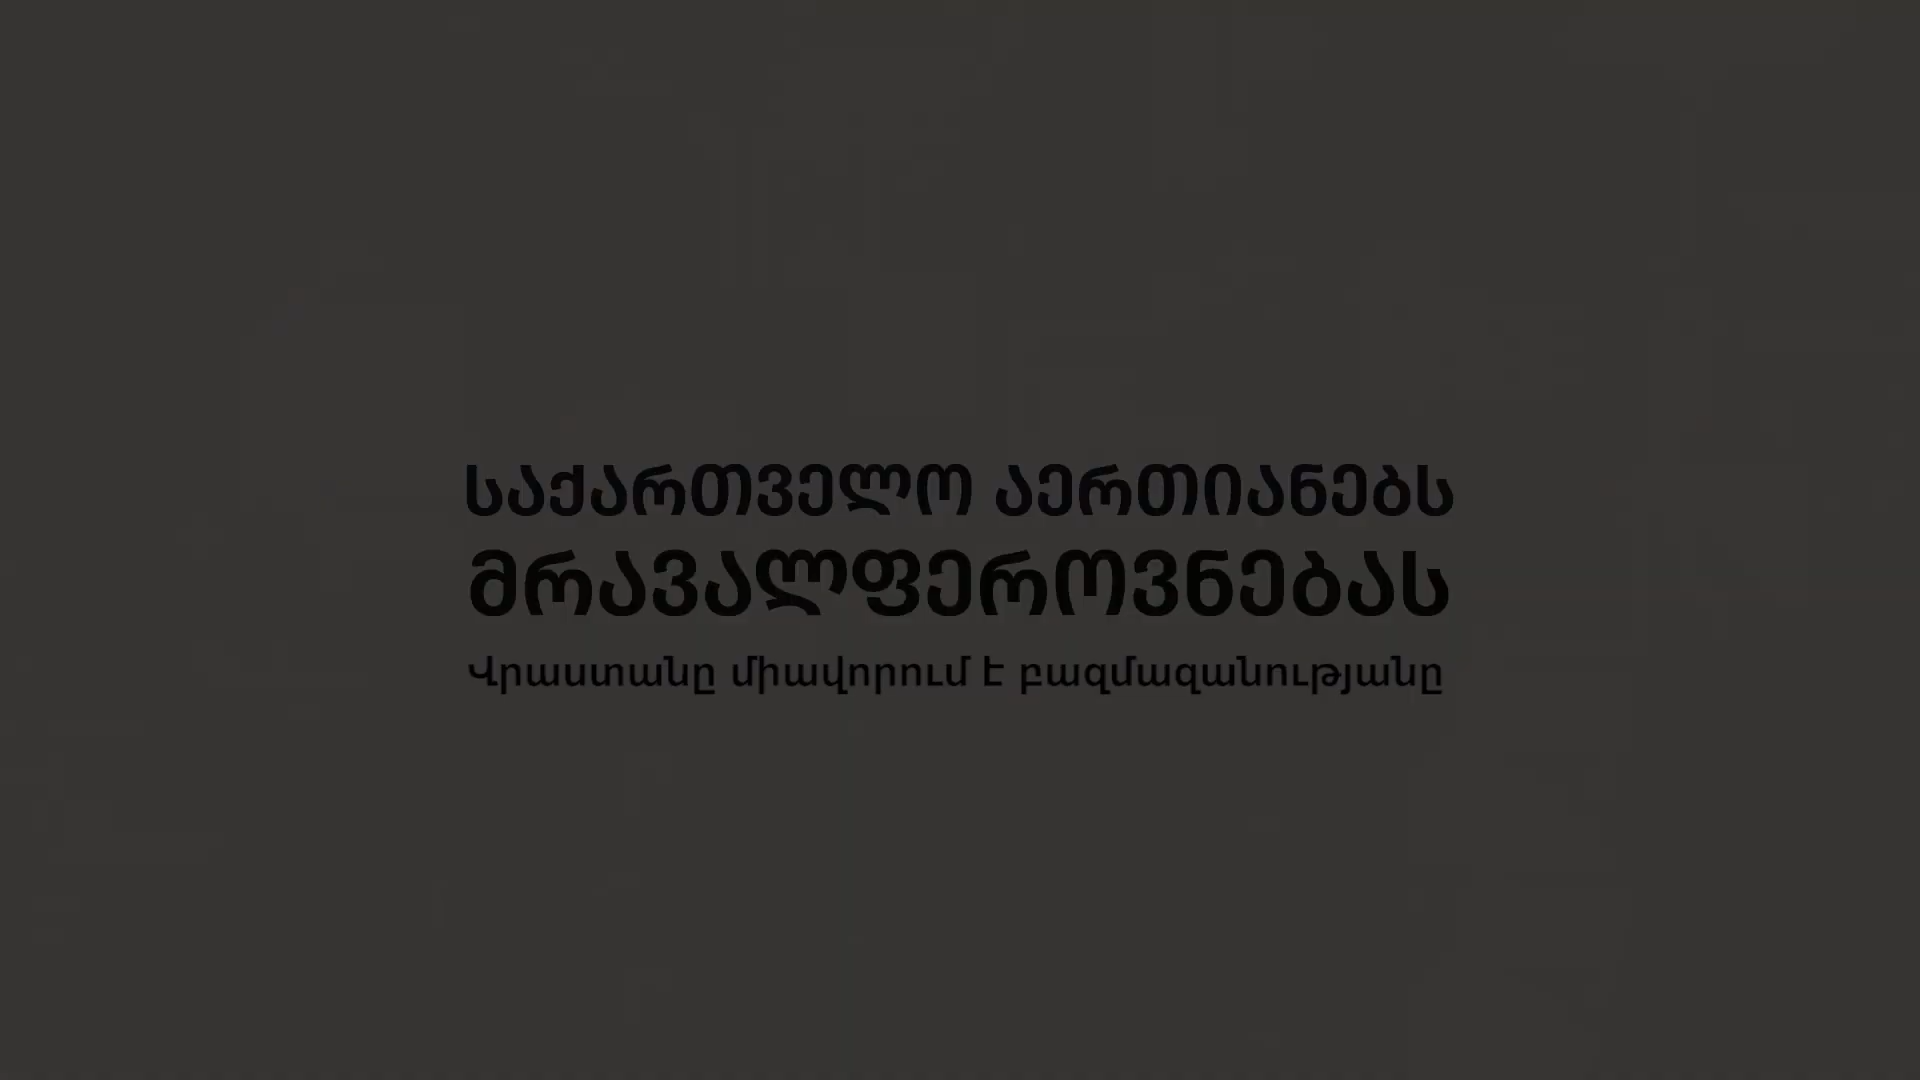 საქართველო აერთიანებს
მრავალფეროვნებას
Վրաստանը միավորում է բազմազանությանը